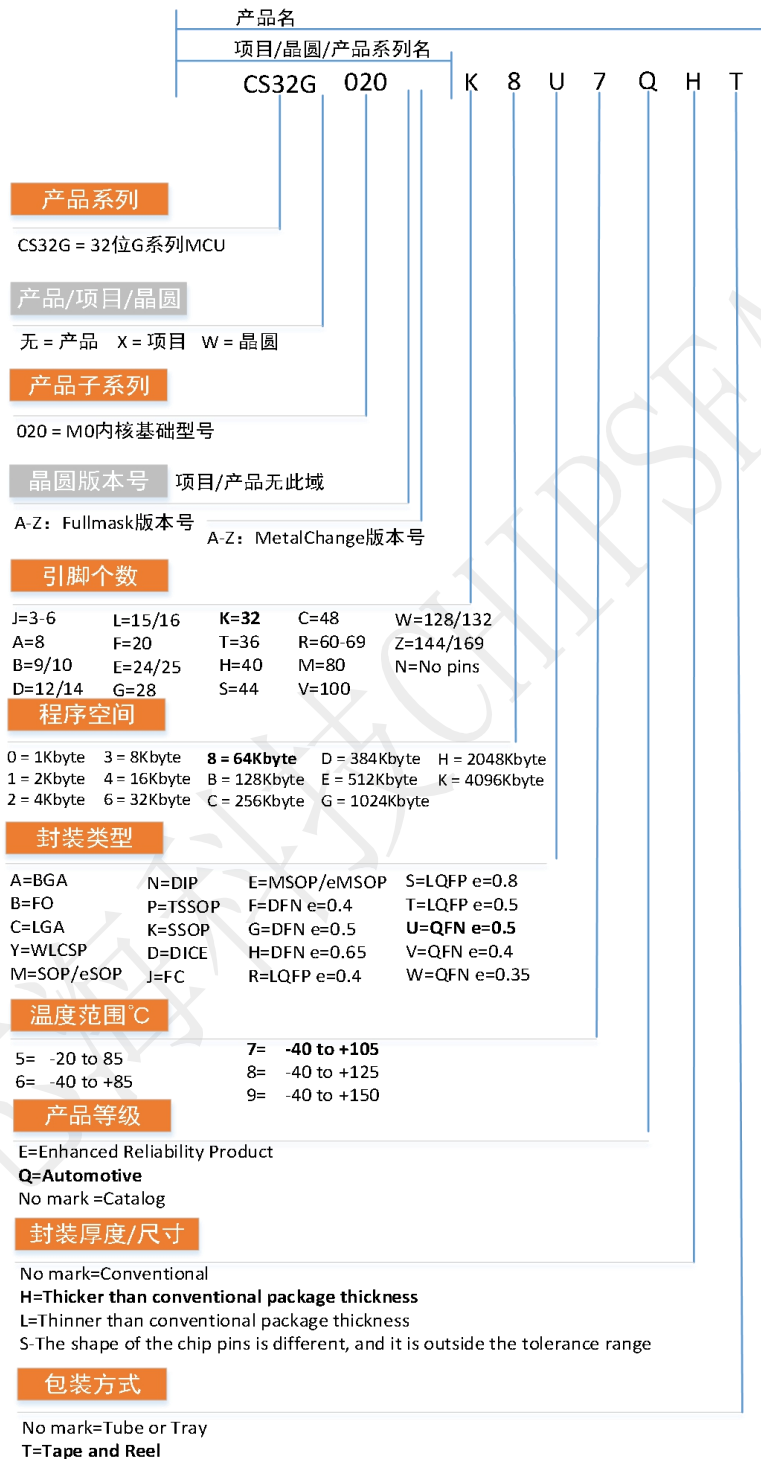 产品名
项目/晶圆/产品系列名
CS32G 020 K 8 U 7 Q H T
产品系列
CS32G = 32位G系列MCU
产品/项目/晶圆
无 = 产品 X = 项目 W = 晶圆
产品子系列
020 = M0内核基础型号
晶圆版本号 项目/产品无此域
A-Z：Fullmask版本号
A-Z：MetalChange版本号
引脚个数
J=3-6 L=15/16 K=32 C=48 W=128/132
A=8 F=20 T=36 R=60-69 Z=144/169
B=9/10 E=24/25 H=40 M=80 N=No pins
D=12/14 G=28 S=44 V=100
程序空间
0 = 1Kbyte 3 = 8Kbyte 8 = 64Kbyte D = 384Kbyte H = 2048Kbyte
1 = 2Kbyte 4 = 16Kbyte B = 128Kbyte E = 512Kbyte K = 4096Kbyte
2 = 4Kbyte 6 = 32Kbyte C = 256Kbyte G = 1024Kbyte
封装类型
A=BGA N=DIP E=MSOP/eMSOP S=LQFP e=0.8
B=FO P=TSSOP F=DFN e=0.4 T=LQFP e=0.5
C=LGA K=SSOP G=DFN e=0.5 U=QFN e=0.5
Y=WLCSP D=DICE H=DFN e=0.65 V=QFN e=0.4
M=SOP/eSOP J=FC R=LQFP e=0.4 W=QFN e=0.35
温度范围°C
5= -20 to 85 7= -40 to +105
6= -40 to +85 8= -40 to +125
9= -40 to +150
产品等级
E=Enhanced Reliability Product
Q=Automotive
No mark =Catalog
封装厚度/尺寸
No mark=Conventional
H=Thicker than conventional package thickness
L=Thinner than conventional package thickness
S-The shape of the chip pins is different, and it is outside the tolerance range
包装方式
No mark=Tube or Tray
T=Tape and Reel
海科技CHIPSEA